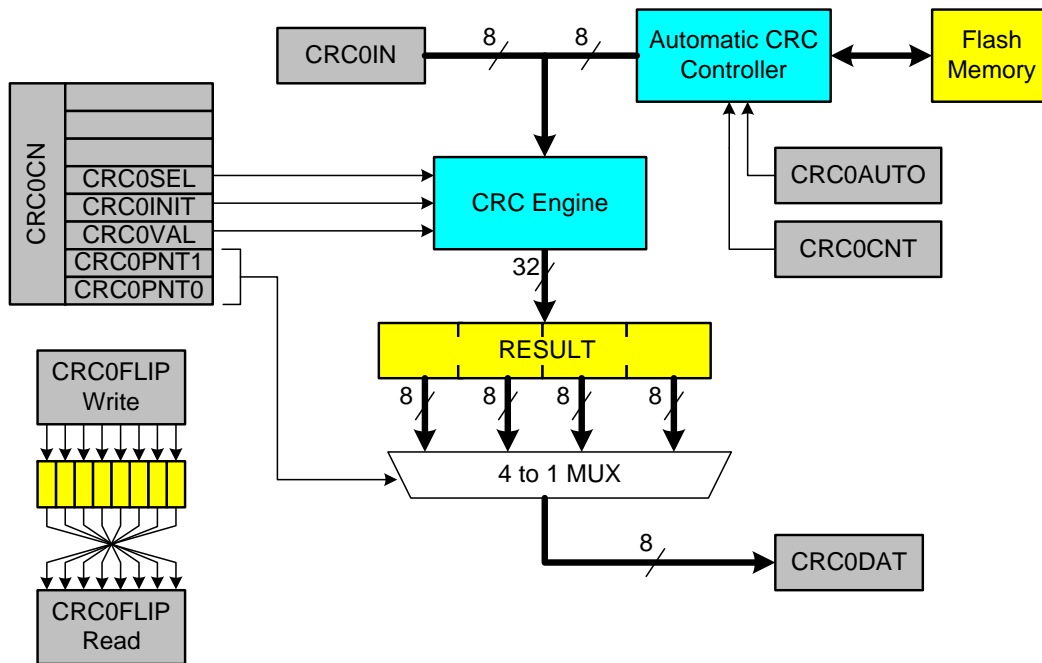 CRC0IN
8
8
Automatic CRC
Controller
Flash
Memory
CRC0CN
CRC0SEL
CRC0INIT
CRC0VAL
CRC0PNT1
CRC0PNT0
CRC Engine
CRC0AUTO
CRC0CNT
32
RESULT
8
8
8
8
4 to 1 MUX
8
CRC0DAT
CRC0FLIP
Write
CRC0FLIP
Read